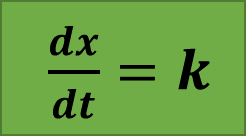 dx/dt = k